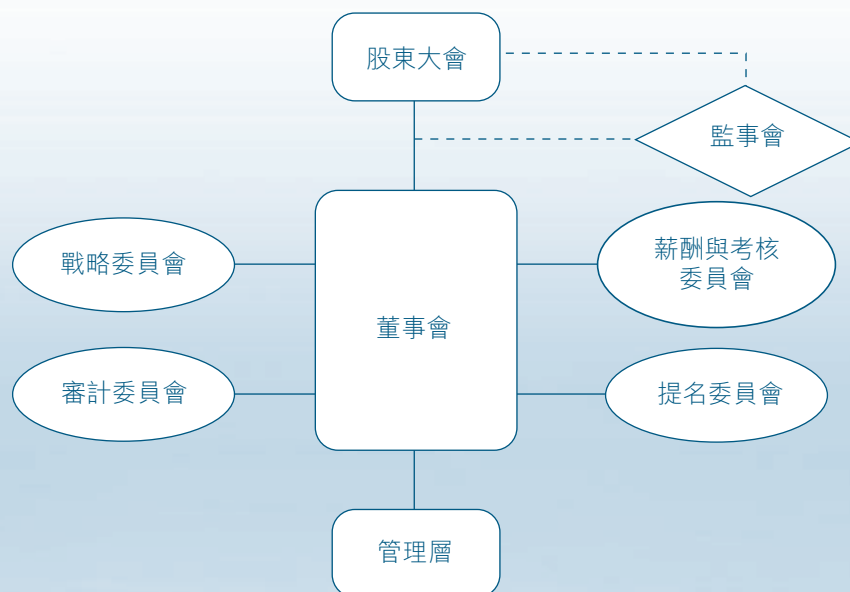 股東大會
監事會
戰略委員會
薪酬與考核
委員會
董事會
審計委員會
提名委員會
管理層